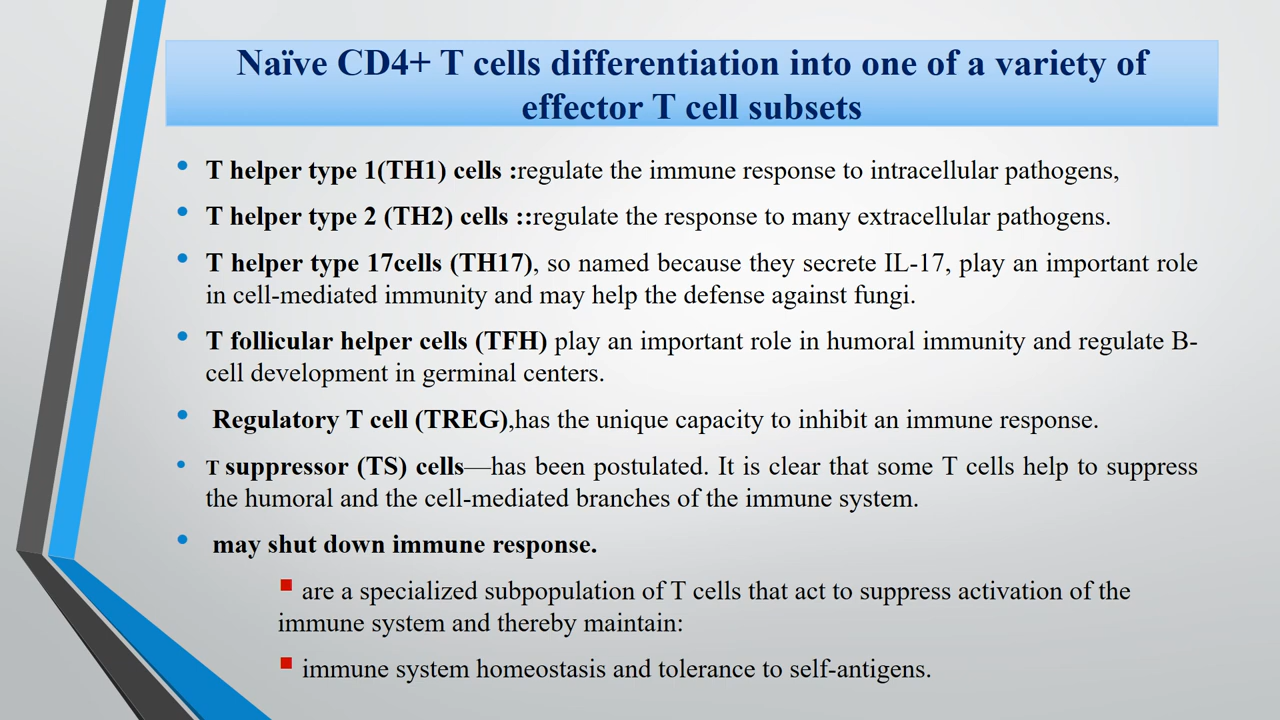 Naïve CD4+ T cells differentiation into one of a variety of
effector T cell subsets
• T helper type 1(TH1) cells :regulate the immune response to intracellular pathogens,
• T helper type 2 (TH2) cells ::regulate the response to many extracellular pathogens.
• T helper type 17cells (TH17), so named because they secrete IL-17, play an important role
in cell-mediated immunity and may help the defense against fungi.
• T follicular helper cells (TFH) play an important role in humoral immunity and regulate B-
cell development in germinal centers.
• Regulatory T cell (TREG),has the unique capacity to inhibit an immune response.
• T suppressor (TS) cells—has been postulated. It is clear that some T cells help to suppress
the humoral and the cell-mediated branches of the immune system.
• may shut down immune response.
▪ are a specialized subpopulation of T cells that act to suppress activation of the
immune system and thereby maintain:
▪ immune system homeostasis and tolerance to self-antigens.